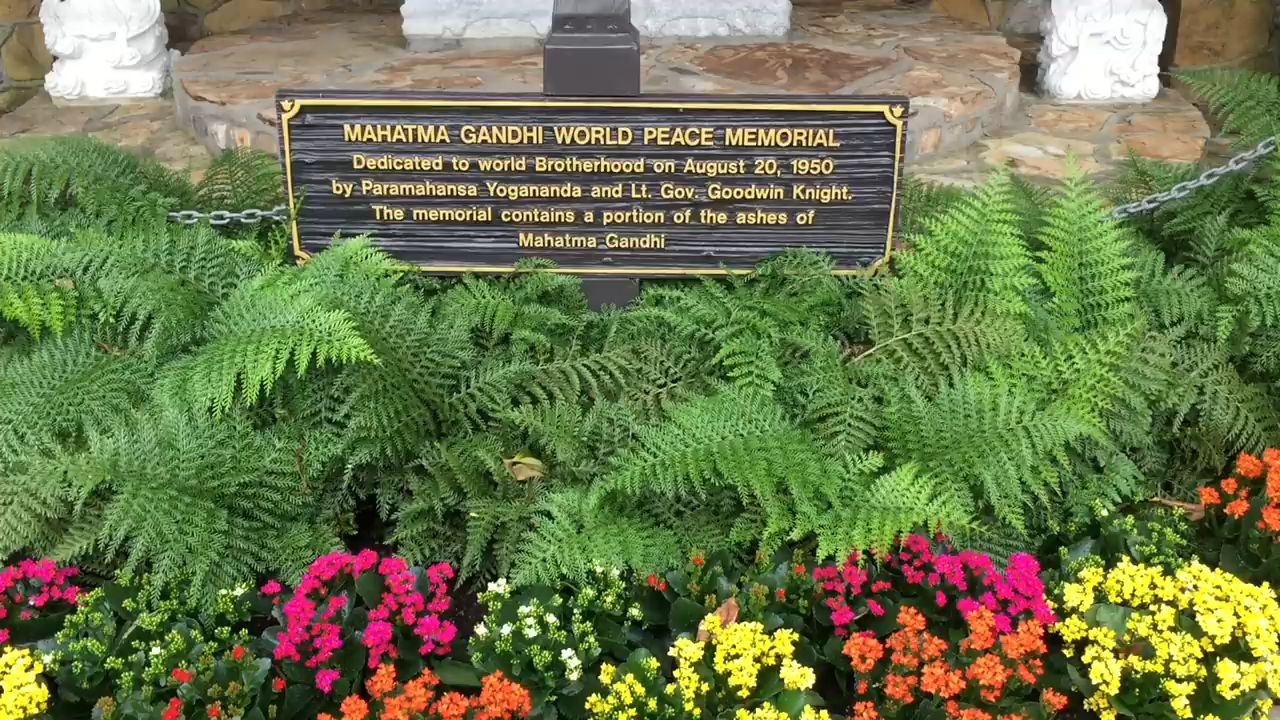 MAHATMA GANDHI WORLD PEACE MEMORIAL
Dedicated to world Brotherhood on August 20, 1950
by Paramahansa Yogananda and Lt. Gov. Goodwin Knight.
The memorial contains a portion of the ashes of
Mahatma Gandhi